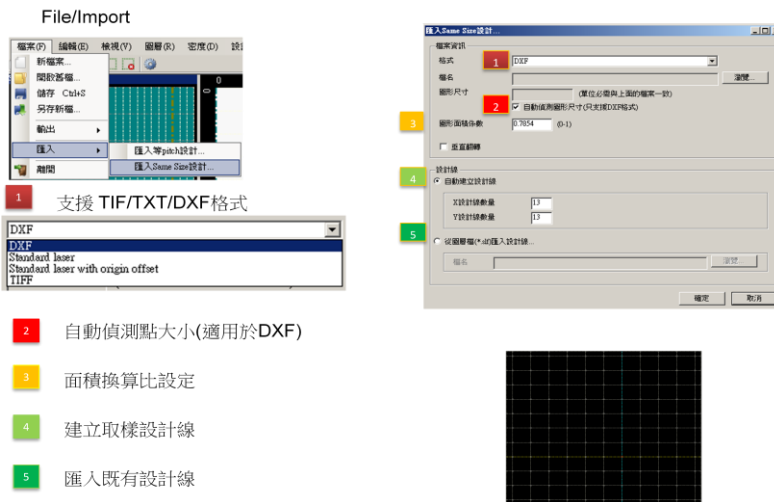 File/Import
檔案(F) 編輯(E) 檢視(V) 圖層(R) 密度(D) 設
新檔案...
開啟舊檔...
儲存 Ctrl+S
另存新檔...
輸出
匯入
離開
匯入等pitch設計...
匯入Same Size設計...
0
1 支援 TIF/TXT/DXF格式
DXF
DXF
Standard laser
Standard laser with origin offset
TIFF
2 自動偵測點大小(適用於DXF)
3 面積換算比設定
4 建立取樣設計線
5 匯入既有設計線
匯入Same Size設計...
檔案資訊
格式 1 DXF
檔名 瀏覽...
圖形尺寸 (單位必需與上面的檔案一致)
2 自動偵測圖形尺寸(只支援DXF格式)
3 圖形面積係數 0.7854 (0-1)
垂直翻轉
設計線
4 自動建立設計線
X設計線數量 13
Y設計線數量 13
5 從圖層檔(*.sld)匯入設計線...
檔名 瀏覽...
確定 取消